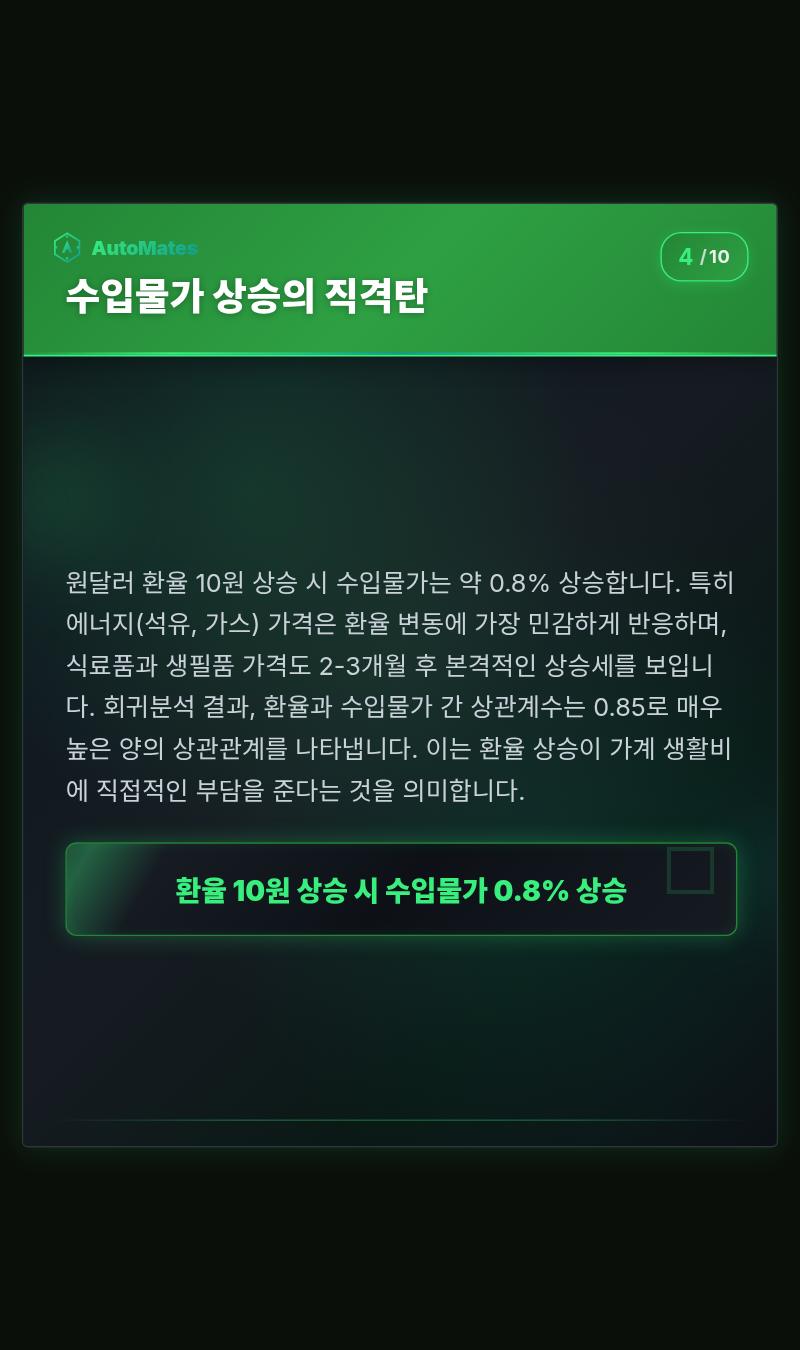 AutoMates
4 /10
수입물가 상승의 직격탄
원달러 환율 10원 상승 시 수입물가는 약 0.8% 상승합니다. 특히
에너지(석유, 가스) 가격은 환율 변동에 가장 민감하게 반응하며,
식료품과 생필품 가격도 2-3개월 후 본격적인 상승세를 보입니
다. 회귀분석 결과, 환율과 수입물가 간 상관계수는 0.85로 매우
높은 양의 상관관계를 나타냅니다. 이는 환율 상승이 가계 생활비
에 직접적인 부담을 준다는 것을 의미합니다.
환율 10원 상승 시 수입물가 0.8% 상승